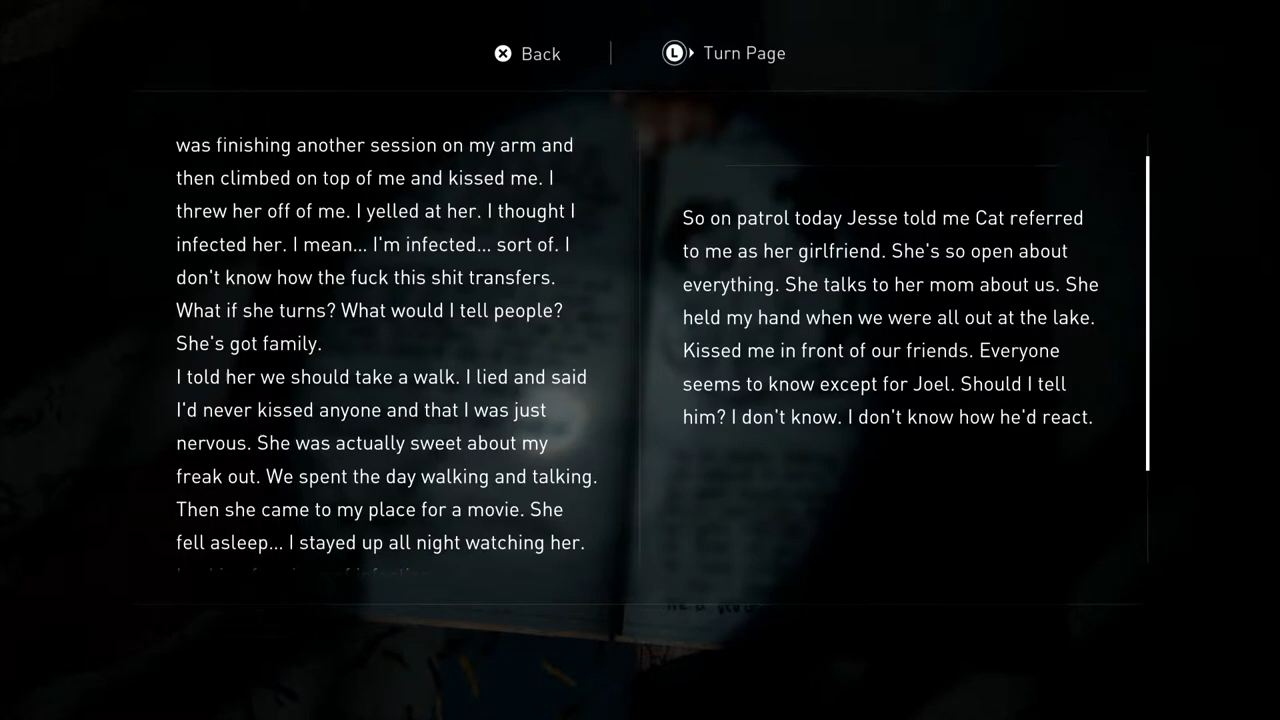 Back
Turn Page
was finishing another session on my arm and
then climbed on top of me and kissed me. I
threw her off of me. I yelled at her. I thought I
infected her. I mean... I'm infected... sort of. I
don't know how the fuck this shit transfers.
What if she turns? What would I tell people?
She's got family.
I told her we should take a walk. I lied and said
I'd never kissed anyone and that I was just
nervous. She was actually sweet about my
freak out. We spent the day walking and talking.
Then she came to my place for a movie. She
fell asleep... I stayed up all night watching her.
So on patrol today Jesse told me Cat referred
to me as her girlfriend. She's so open about
everything. She talks to her mom about us. She
held my hand when we were all out at the lake.
Kissed me in front of our friends. Everyone
seems to know except for Joel. Should I tell
him? I don't know. I don't know how he'd react.